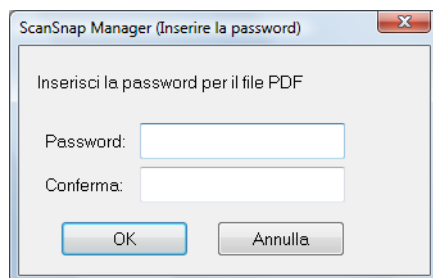 ScanSnap Manager (Inserire la password)
Inserisci la password per il file PDF
Password:
Conferma:
OK
Annulla